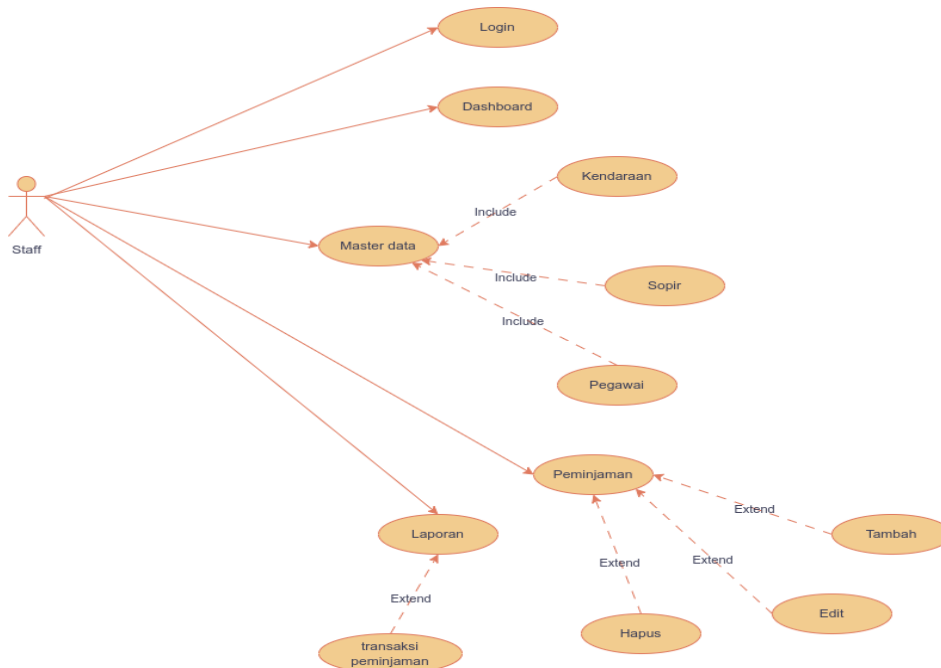 Login
Dashboard
Kendaraan
Include
Staff
Master data
Include
Sopir
Include
Pegawai
Peminjaman
Extend
Laporan
Tambah
Extend
Extend
Extend
Edit
Hapus
transaksi
peminjaman